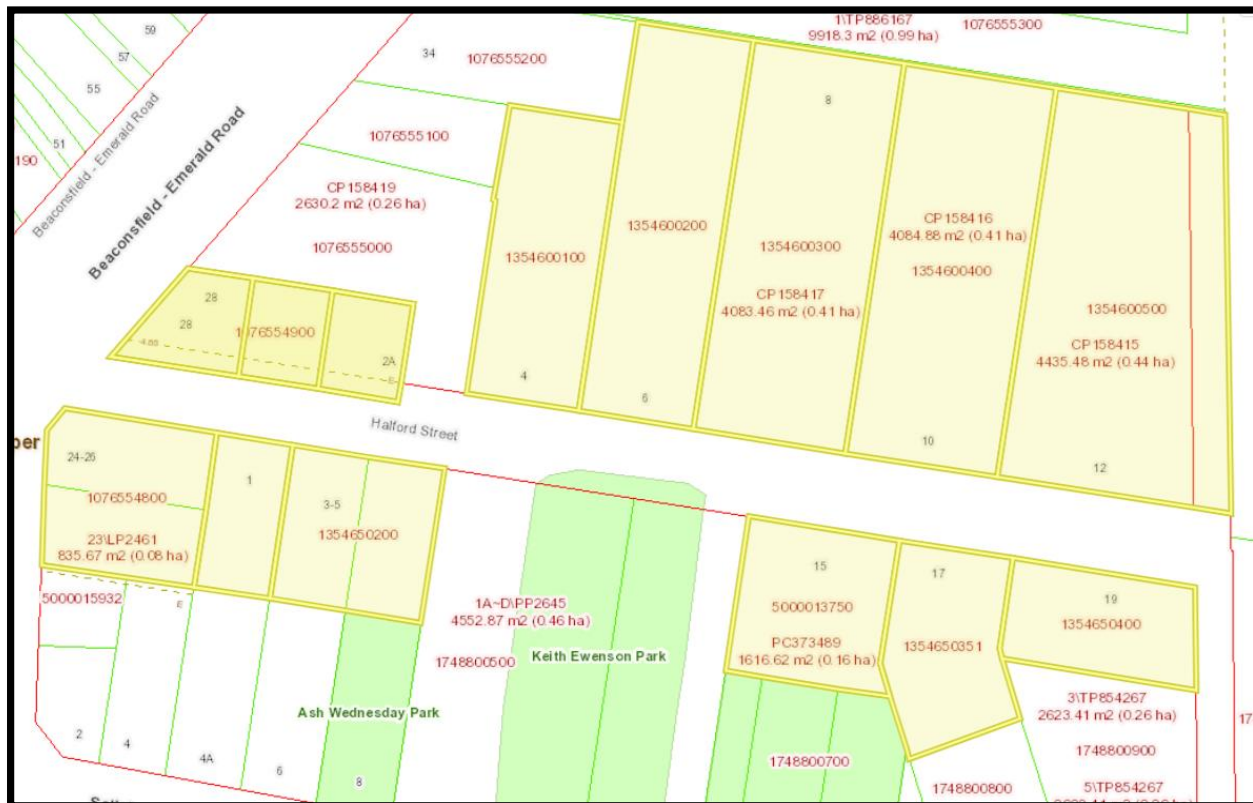 59
57
55
51
190
Beaconsfield - Emerald Road
Beaconsfield - Emerald Road
34
1076555200
1\TP886167
9918.3 m2 (0.99 ha)
1076555300
1076555100
CP158419
2630.2 m2 (0.26 ha)
1076555000
1354600100
4
1354600200
6
8
1354600300
CP158417
4083.46 m2 (0.41 ha)
CP158416
4084.88 m2 (0.41 ha)
1354600400
10
1354600500
CP158415
4435.48 m2 (0.44 ha)
12
28
28
1076554900
2A
E
Halford Street
ber
24-26
1076554800
23\LP2461
835.67 m2 (0.08 ha)
1
3-5
1354650200
5000015932
E
1A~D\PP2645
4552.87 m2 (0.46 ha)
1748800500
Keith Ewenson Park
Ash Wednesday Park
2
4
4A
6
8
15
5000013750
PC373489
1616.62 m2 (0.16 ha)
17
1354650351
19
1354650400
3\TP854267
2623.41 m2 (0.26 ha)
1748800900
5\TP854267
1748800700
1748800800